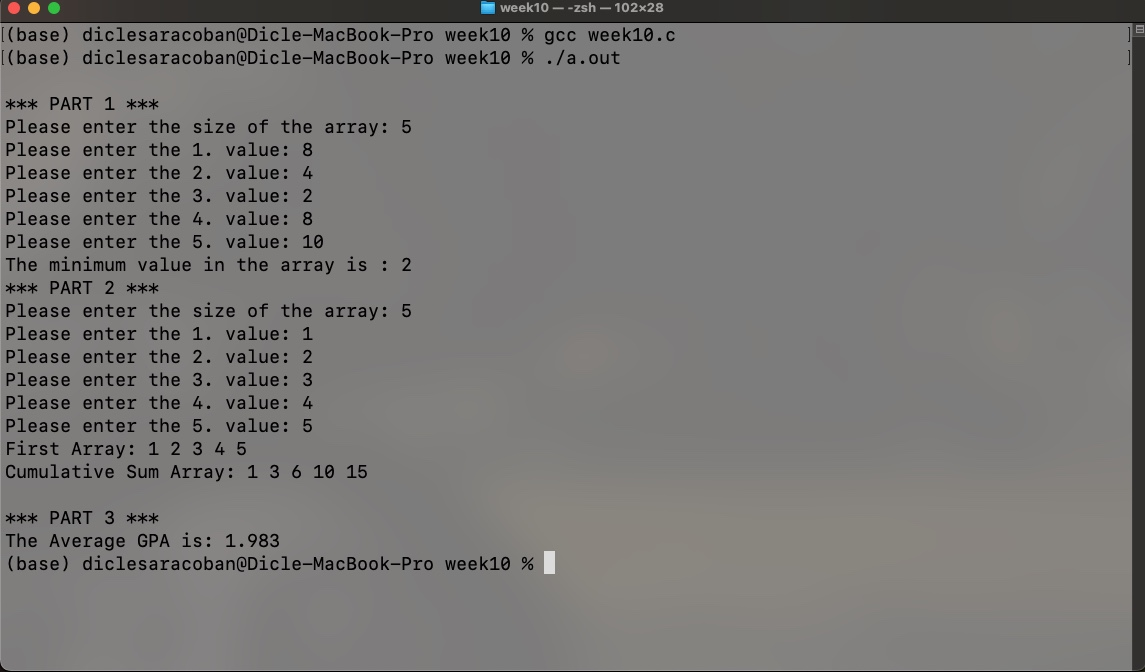 week10 — -zsh — 102×28
[(base) diclesaracoban@Dicle-MacBook-Pro week10 % gcc week10.c ]
[(base) diclesaracoban@Dicle-MacBook-Pro week10 % ./a.out ]
*** PART 1 ***
Please enter the size of the array: 5
Please enter the 1. value: 8
Please enter the 2. value: 4
Please enter the 3. value: 2
Please enter the 4. value: 8
Please enter the 5. value: 10
The minimum value in the array is : 2
*** PART 2 ***
Please enter the size of the array: 5
Please enter the 1. value: 1
Please enter the 2. value: 2
Please enter the 3. value: 3
Please enter the 4. value: 4
Please enter the 5. value: 5
First Array: 1 2 3 4 5
Cumulative Sum Array: 1 3 6 10 15
*** PART 3 ***
The Average GPA is: 1.983
(base) diclesaracoban@Dicle-MacBook-Pro week10 %